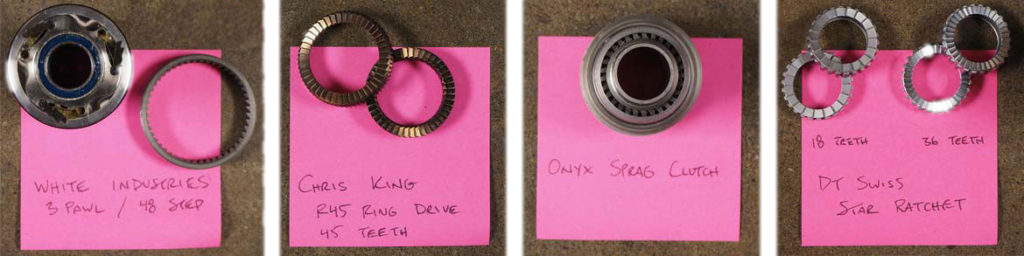 WHITE INDUSTRIES
3 PAWL / 48 STEP
CHRIS KING
R45 RING DRIVE
45 TEETH
ONYX SPRAG CLUTCH
18 TEETH
36 TEETH
DT SWISS
STAR RATCHET